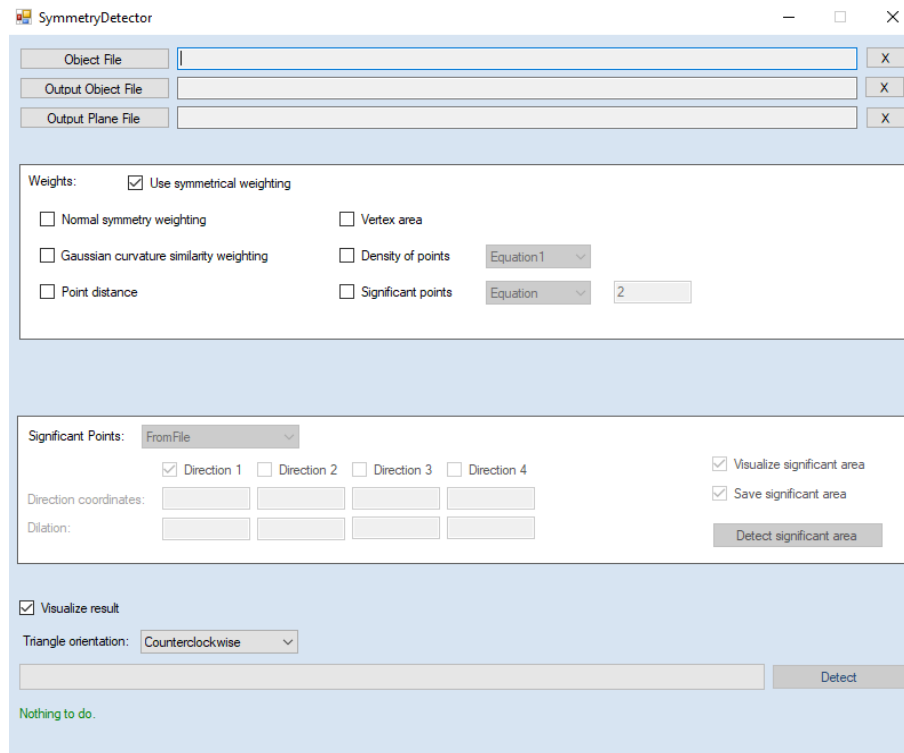 SymmetryDetector
Object File X
Output Object File X
Output Plane File X
Weights: Use symmetrical weighting
Normal symmetry weighting Vertex area
Gaussian curvature similarity weighting Density of points Equation1
Point distance Significant points Equation 2
Significant Points: FromFile
Direction 1 Direction 2 Direction 3 Direction 4 Visualize significant area
Direction coordinates: Save significant area
Dilation: Detect significant area
Visualize result
Triangle orientation: Counterclockwise
Detect
Nothing to do.